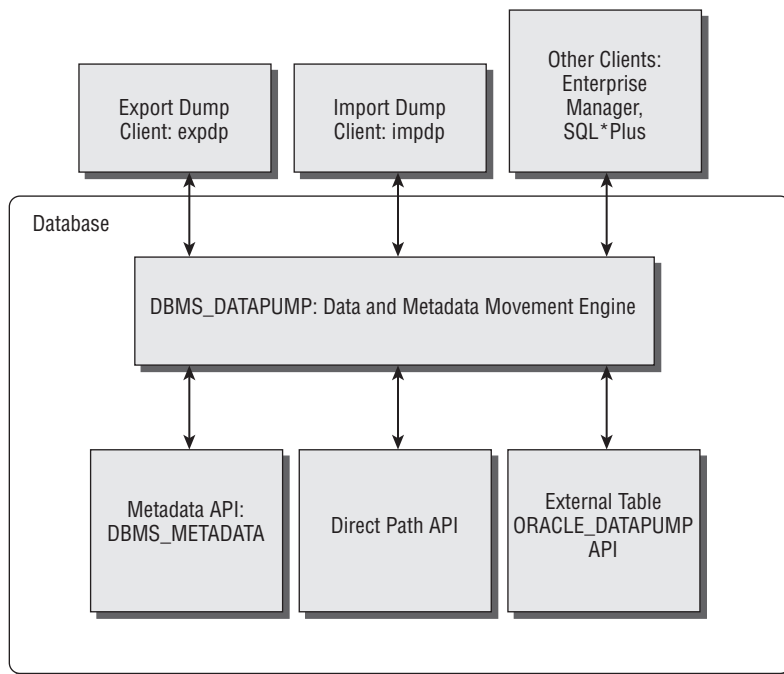 Export Dump
Client: expdp
Import Dump
Client: impdp
Other Clients:
Enterprise
Manager,
SQL*Plus
Database
DBMS_DATAPUMP: Data and Metadata Movement Engine
Metadata API:
DBMS_METADATA
Direct Path API
External Table
ORACLE_DATAPUMP
API